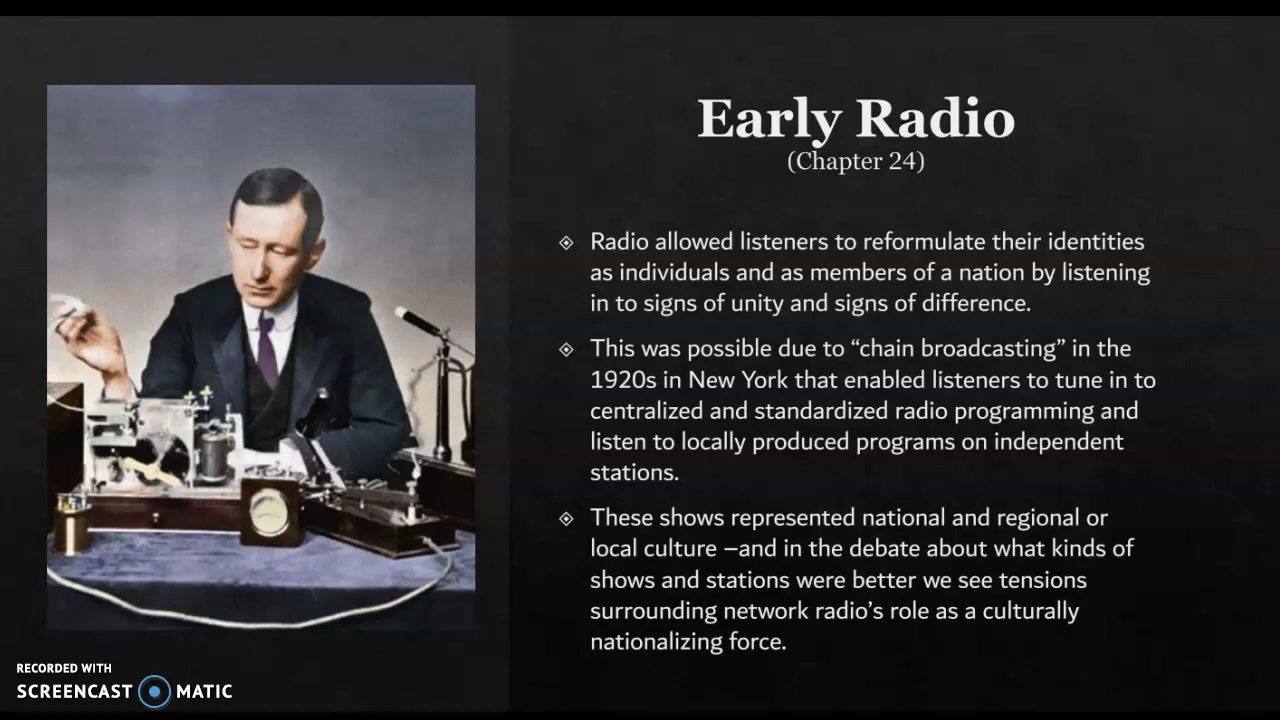 Early Radio
(Chapter 24)
Radio allowed listeners to reformulate their identities
as individuals and as members of a nation by listening
in to signs of unity and signs of difference.
This was possible due to “chain broadcasting” in the
1920s in New York that enabled listeners to tune in to
centralized and standardized radio programming and
listen to locally produced programs on independent
stations.
These shows represented national and regional or
local culture –and in the debate about what kinds of
shows and stations were better we see tensions
surrounding network radio’s role as a culturally
nationalizing force.
RECORDED WITH
SCREENCAST MATIC